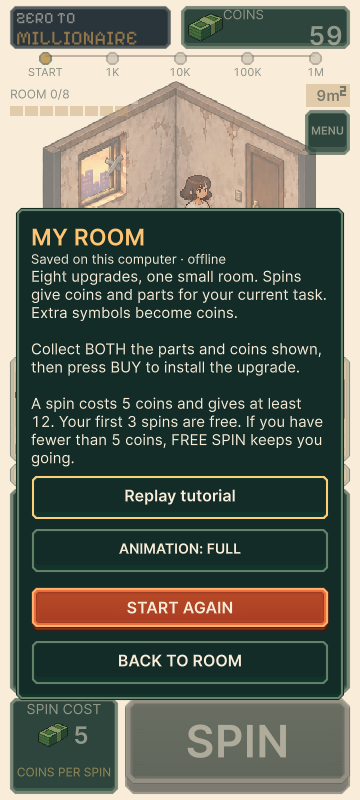 ZERO TO
MILLIONAIRE
COINS
59
START 1K 10K 100K 1M
ROOM 0/8
9m²
MENU
MY ROOM
Saved on this computer · offline
Eight upgrades, one small room. Spins
give coins and parts for your current task.
Extra symbols become coins.
Collect BOTH the parts and coins shown,
then press BUY to install the upgrade.
A spin costs 5 coins and gives at least
12. Your first 3 spins are free. If you have
fewer than 5 coins, FREE SPIN keeps you
going.
Replay tutorial
ANIMATION: FULL
START AGAIN
BACK TO ROOM
SPIN COST
5
COINS PER SPIN
SPIN